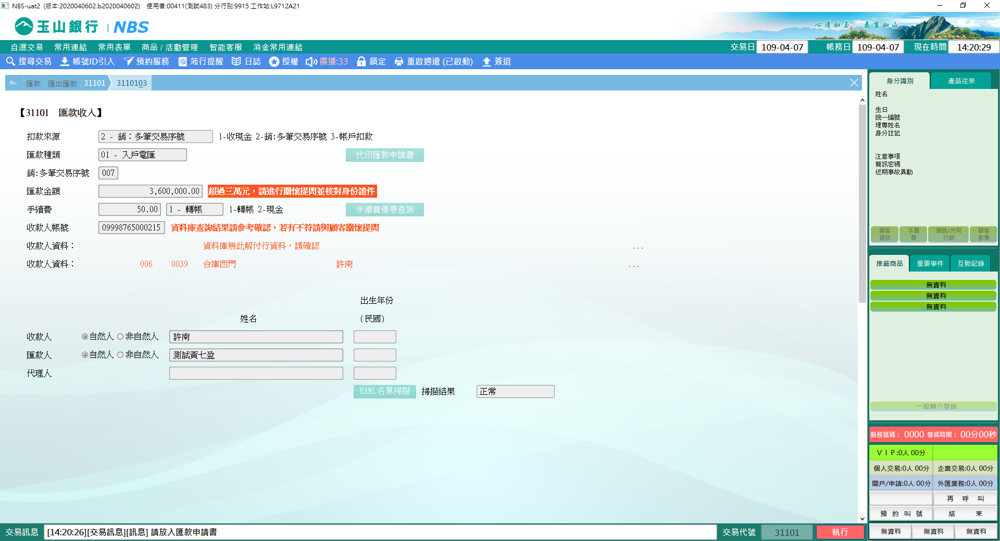 NBS-uat2 (版本:2020040602.b2020040602) 使用者:00411(測試483) 分行別:9915 工作站:L9712A21
玉山銀行 | NBS
心清如玉。 義重如山。
自選交易 常用連結 常用表單 商品 / 活動管理 智能客服 消金常用連結 交易日 109-04-07 帳務日 109-04-07 現在時間 14:20:29
搜尋交易 帳號ID引入 預約服務 蒞行提醒 日誌 授權 廣播:33 鎖定 重啟週邊 (已啟動) 簽退
匯款 匯出匯款 31101 3110103
【31101 匯款收入】
扣款來源 2 - 銷：多筆交易序號 1-收現金 2-銷:多筆交易序號 3-帳戶扣款
匯款種類 01 - 入戶電匯 代印匯款申請書
銷:多筆交易序號 007
匯款金額 3,600,000.00 超過三萬元，請進行關懷提問並核對身份證件
手續費 50.00 1 - 轉帳 1-轉帳 2-現金 手續費優惠查詢
收款人帳號 09998765000215 資料庫查詢結果請參考確認，若有不符請與顧客關懷提問
收款人資料： 資料庫無此解付行資料，請確認 ...
收款人資料： 006 0039 合庫西門 許南 ...
出生年份
姓名 (民國)
收款人 自然人 非自然人 許南
匯款人 自然人 非自然人 測試黃七盈
代理人
EAML名單掃描 掃描結果 正常
身分識別 產品往來
姓名
生日
統一編號
理專姓名
身分註記
注意事項
簡訊密碼
近期事故異動
顧客資訊 手續費 通路/共同行銷 顧客影像
推薦商品 重要事件 互動記錄
無資料
無資料
無資料
一般轉介登錄
服務號碼： 0000 等候時間： 00分00秒
ＶＩＰ:0人 00分
個人交易:0人 00分 企業交易:0人 00分
開戶/申請:0人 00分 外匯業務:0人 00分
再 呼 叫
預 約 叫 號 結 束
無資料 無資料 無資料
交易訊息 [14:20:26][交易訊息][訊息] 請放入匯款申請書 交易代號 31101 執行